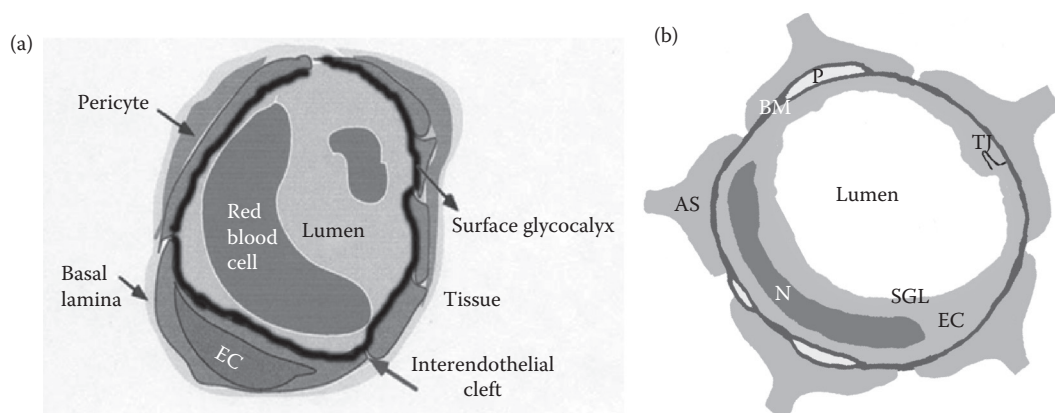 (a)
Pericyte
Red
blood
cell
Lumen
Surface glycocalyx
Basal
lamina
Tissue
EC
Interendothelial
cleft
(b)
P
BM
TJ
AS
Lumen
N
SGL
EC